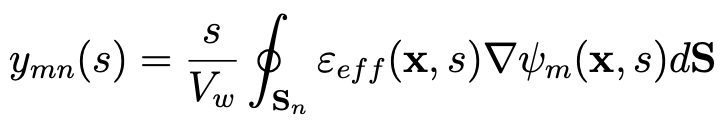 y_{mn}(s) = \frac{s}{V_w} \oint_{\mathbf{S}_n} \varepsilon_{eff}(\mathbf{x}, s) \nabla \psi_m(\mathbf{x}, s) d\mathbf{S}